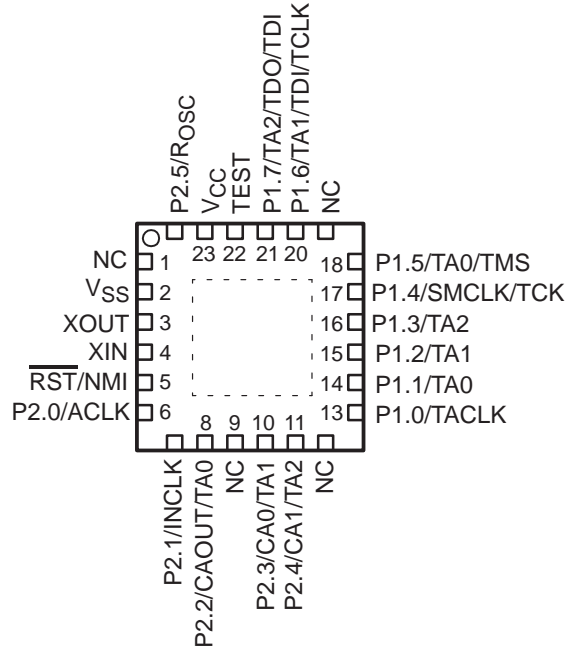 P2.5/ROSC
VCC
TEST
P1.7/TA2/TDO/TDI
P1.6/TA1/TDI/TCLK
NC
23 22 21 20
NC 1
VSS 2
XOUT 3
XIN 4
RST/NMI 5
P2.0/ACLK 6
18 P1.5/TA0/TMS
17 P1.4/SMCLK/TCK
16 P1.3/TA2
15 P1.2/TA1
14 P1.1/TA0
13 P1.0/TACLK
8 9 10 11
P2.1/INCLK
P2.2/CAOUT/TA0
NC
P2.3/CA0/TA1
P2.4/CA1/TA2
NC